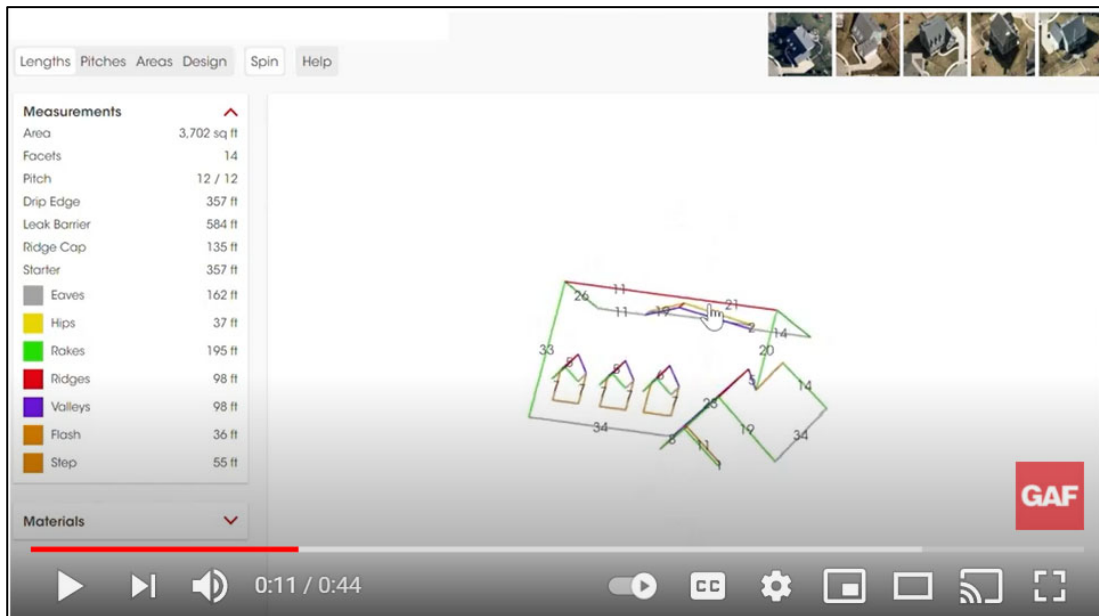 Lengths Pitches Areas Design Spin Help
Measurements
Area 3,702 sq ft
Facets 14
Pitch 12 / 12
Drip Edge 357 ft
Leak Barrier 584 ft
Ridge Cap 135 ft
Starter 357 ft
Eaves 162 ft
Hips 37 ft
Rakes 195 ft
Ridges 98 ft
Valleys 98 ft
Flash 36 ft
Step 55 ft
Materials
11
26
21
11
19
2
14
33
20
5
14
34
23
19
34
11
GAF
0:11 / 0:44
CC